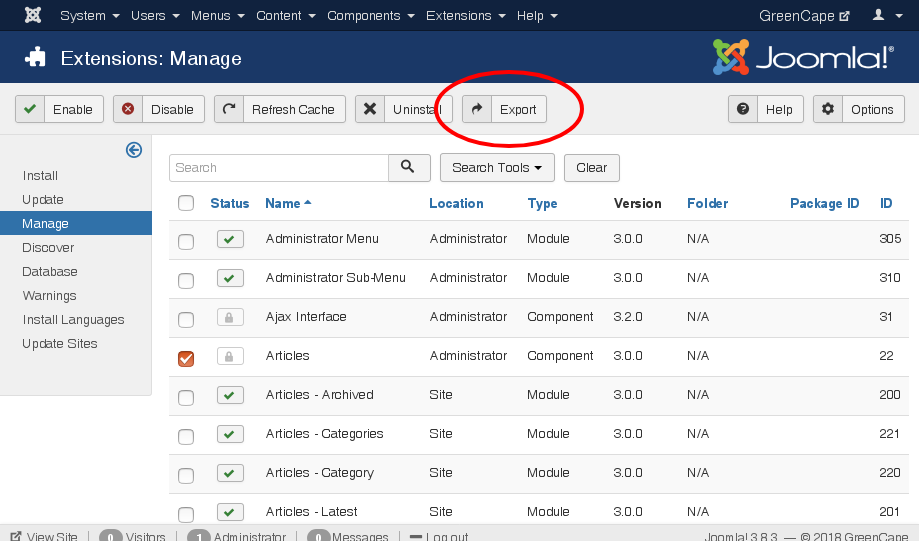 System Users Menus Content Components Extensions Help GreenCape
Extensions: Manage Joomla!®
Enable Disable Refresh Cache Uninstall Export Help Options
Install
Update
Manage
Discover
Database
Warnings
Install Languages
Update Sites
Search Search Tools Clear
Status Name Location Type Version Folder Package ID ID
Administrator Menu Administrator Module 3.0.0 N/A 305
Administrator Sub-Menu Administrator Module 3.0.0 N/A 310
Ajax Interface Administrator Component 3.2.0 N/A 31
Articles Administrator Component 3.0.0 N/A 22
Articles - Archived Site Module 3.0.0 N/A 200
Articles - Categories Site Module 3.0.0 N/A 221
Articles - Category Site Module 3.0.0 N/A 220
Articles - Latest Site Module 3.0.0 N/A 201
View Site 0 Visitors 1 Administrator 0 Messages Log out Joomla! 3.8.3 — © 2018 GreenCape